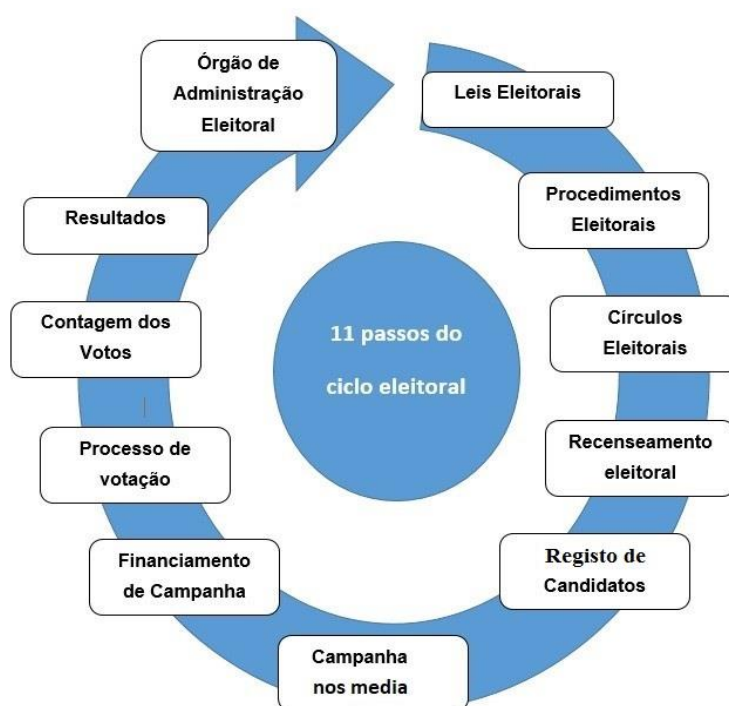 Órgão de
Administração
Eleitoral
Leis Eleitorais
Procedimentos
Eleitorais
Resultados
Círculos
Eleitorais
Contagem dos
Votos
11 passos do
ciclo eleitoral
Recenseamento
eleitoral
Processo de
votação
Registo de
Candidatos
Financiamento
de Campanha
Campanha
nos media